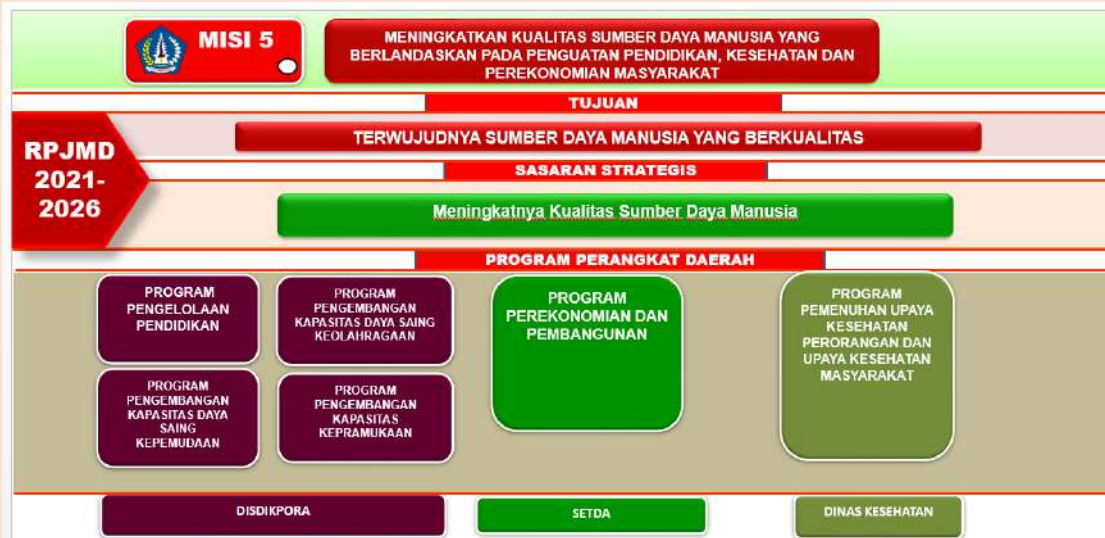 MISI 5
MENINGKATKAN KUALITAS SUMBER DAYA MANUSIA YANG
BERLANDASKAN PADA PENGUATAN PENDIDIKAN, KESEHATAN DAN
PEREKONOMIAN MASYARAKAT
TUJUAN
TERWUJUDNYA SUMBER DAYA MANUSIA YANG BERKUALITAS
RPJMD
2021-
2026
SASARAN STRATEGIS
Meningkatnya Kualitas Sumber Daya Manusia
PROGRAM PERANGKAT DAERAH
PROGRAM
PENGELOLAAN
PENDIDIKAN
PROGRAM
PENGEMBANGAN
KAPASITAS DAYA SAING
KEOLAHRAGAAN
PROGRAM
PEREKONOMIAN DAN
PEMBANGUNAN
PROGRAM
PEMENUHAN UPAYA
KESEHATAN
PERORANGAN DAN
UPAYA KESEHATAN
MASYARAKAT
PROGRAM
PENGEMBANGAN
KAPASITAS DAYA
SAING
KEPEMUDAAN
PROGRAM
PENGEMBANGAN
KAPASITAS
KEPRAMUKAAN
DISDIKPORA
SETDA
DINAS KESEHATAN